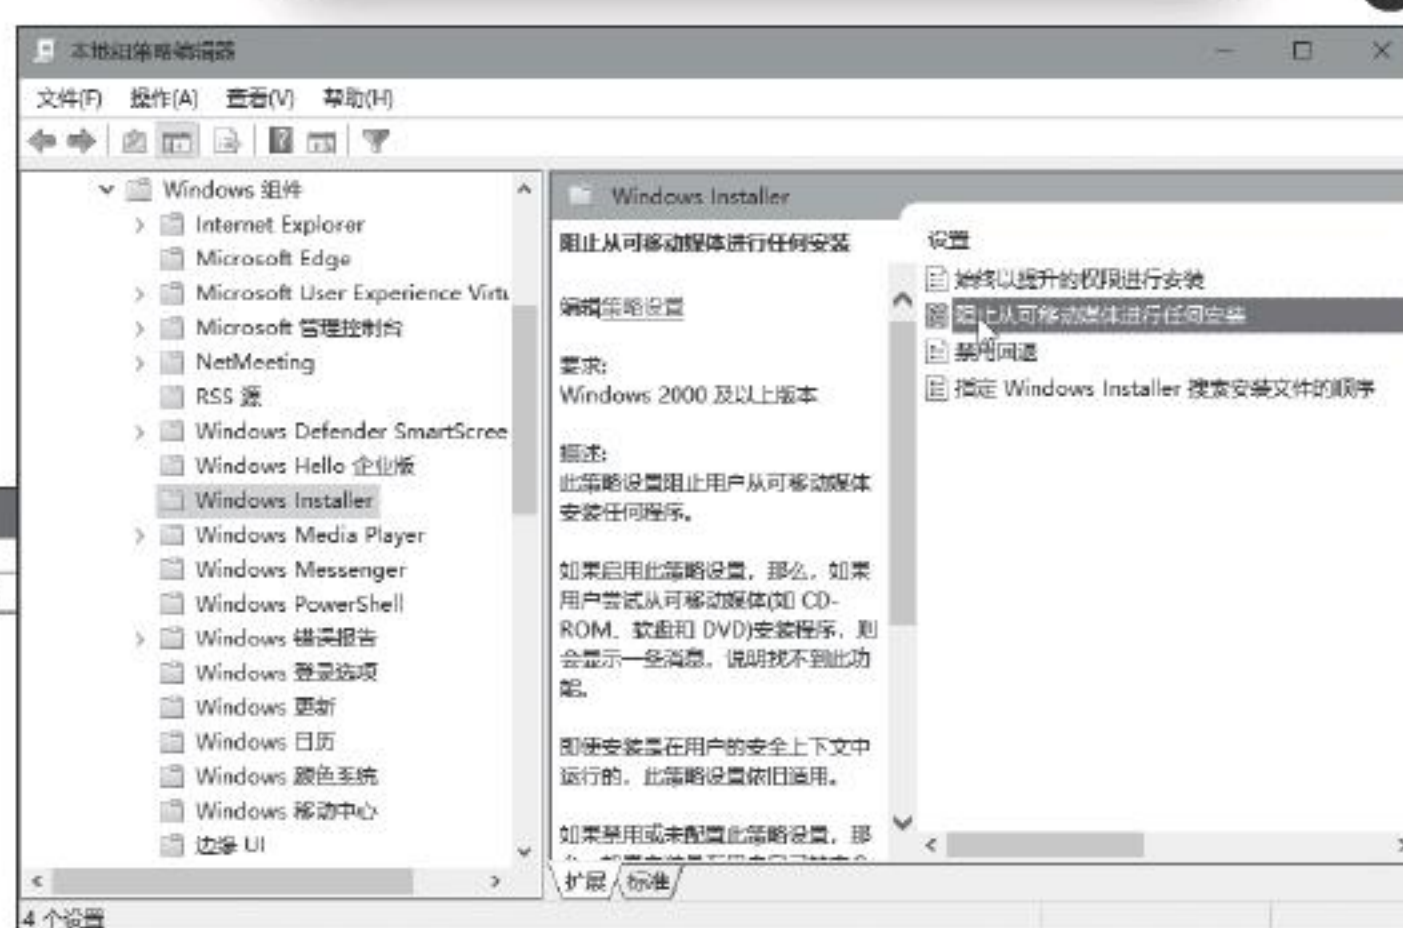 本地组策略编辑器
文件(F) 操作(A) 查看(V) 帮助(H)
Windows 组件
Internet Explorer
Microsoft Edge
Microsoft User Experience Virtu
Microsoft 管理控制台
NetMeeting
RSS 源
Windows Defender SmartScree
Windows Hello 企业版
Windows Installer
Windows Media Player
Windows Messenger
Windows PowerShell
Windows 错误报告
Windows 登录选项
Windows 更新
Windows 日历
Windows 颜色系统
Windows 移动中心
边缘 UI
4 个设置
Windows Installer
阻止从可移动媒体进行任何安装
编辑策略设置
要求:
Windows 2000 及以上版本
描述:
此策略设置阻止用户从可移动媒体
安装任何程序。
如果启用此策略设置，那么，如果
用户尝试从可移动媒体(如 CD-
ROM、软盘和 DVD)安装程序，则
会显示一条消息，说明找不到此功
能。
即使安装是在用户的安全上下文中
运行的，此策略设置依旧适用。
如果禁用或未配置此策略设置，那
设置
始终以提升的权限进行安装
阻止从可移动媒体进行任何安装
禁用回退
指定 Windows Installer 搜索安装文件的顺序
扩展 标准